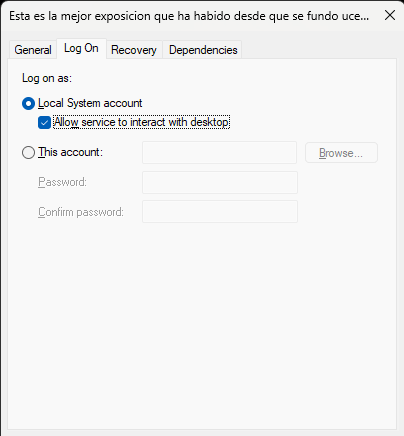 Esta es la mejor exposicion que ha habido desde que se fundo uce...
General Log On Recovery Dependencies
Log on as:
Local System account
Allow service to interact with desktop
This account:
Browse...
Password:
Confirm password: